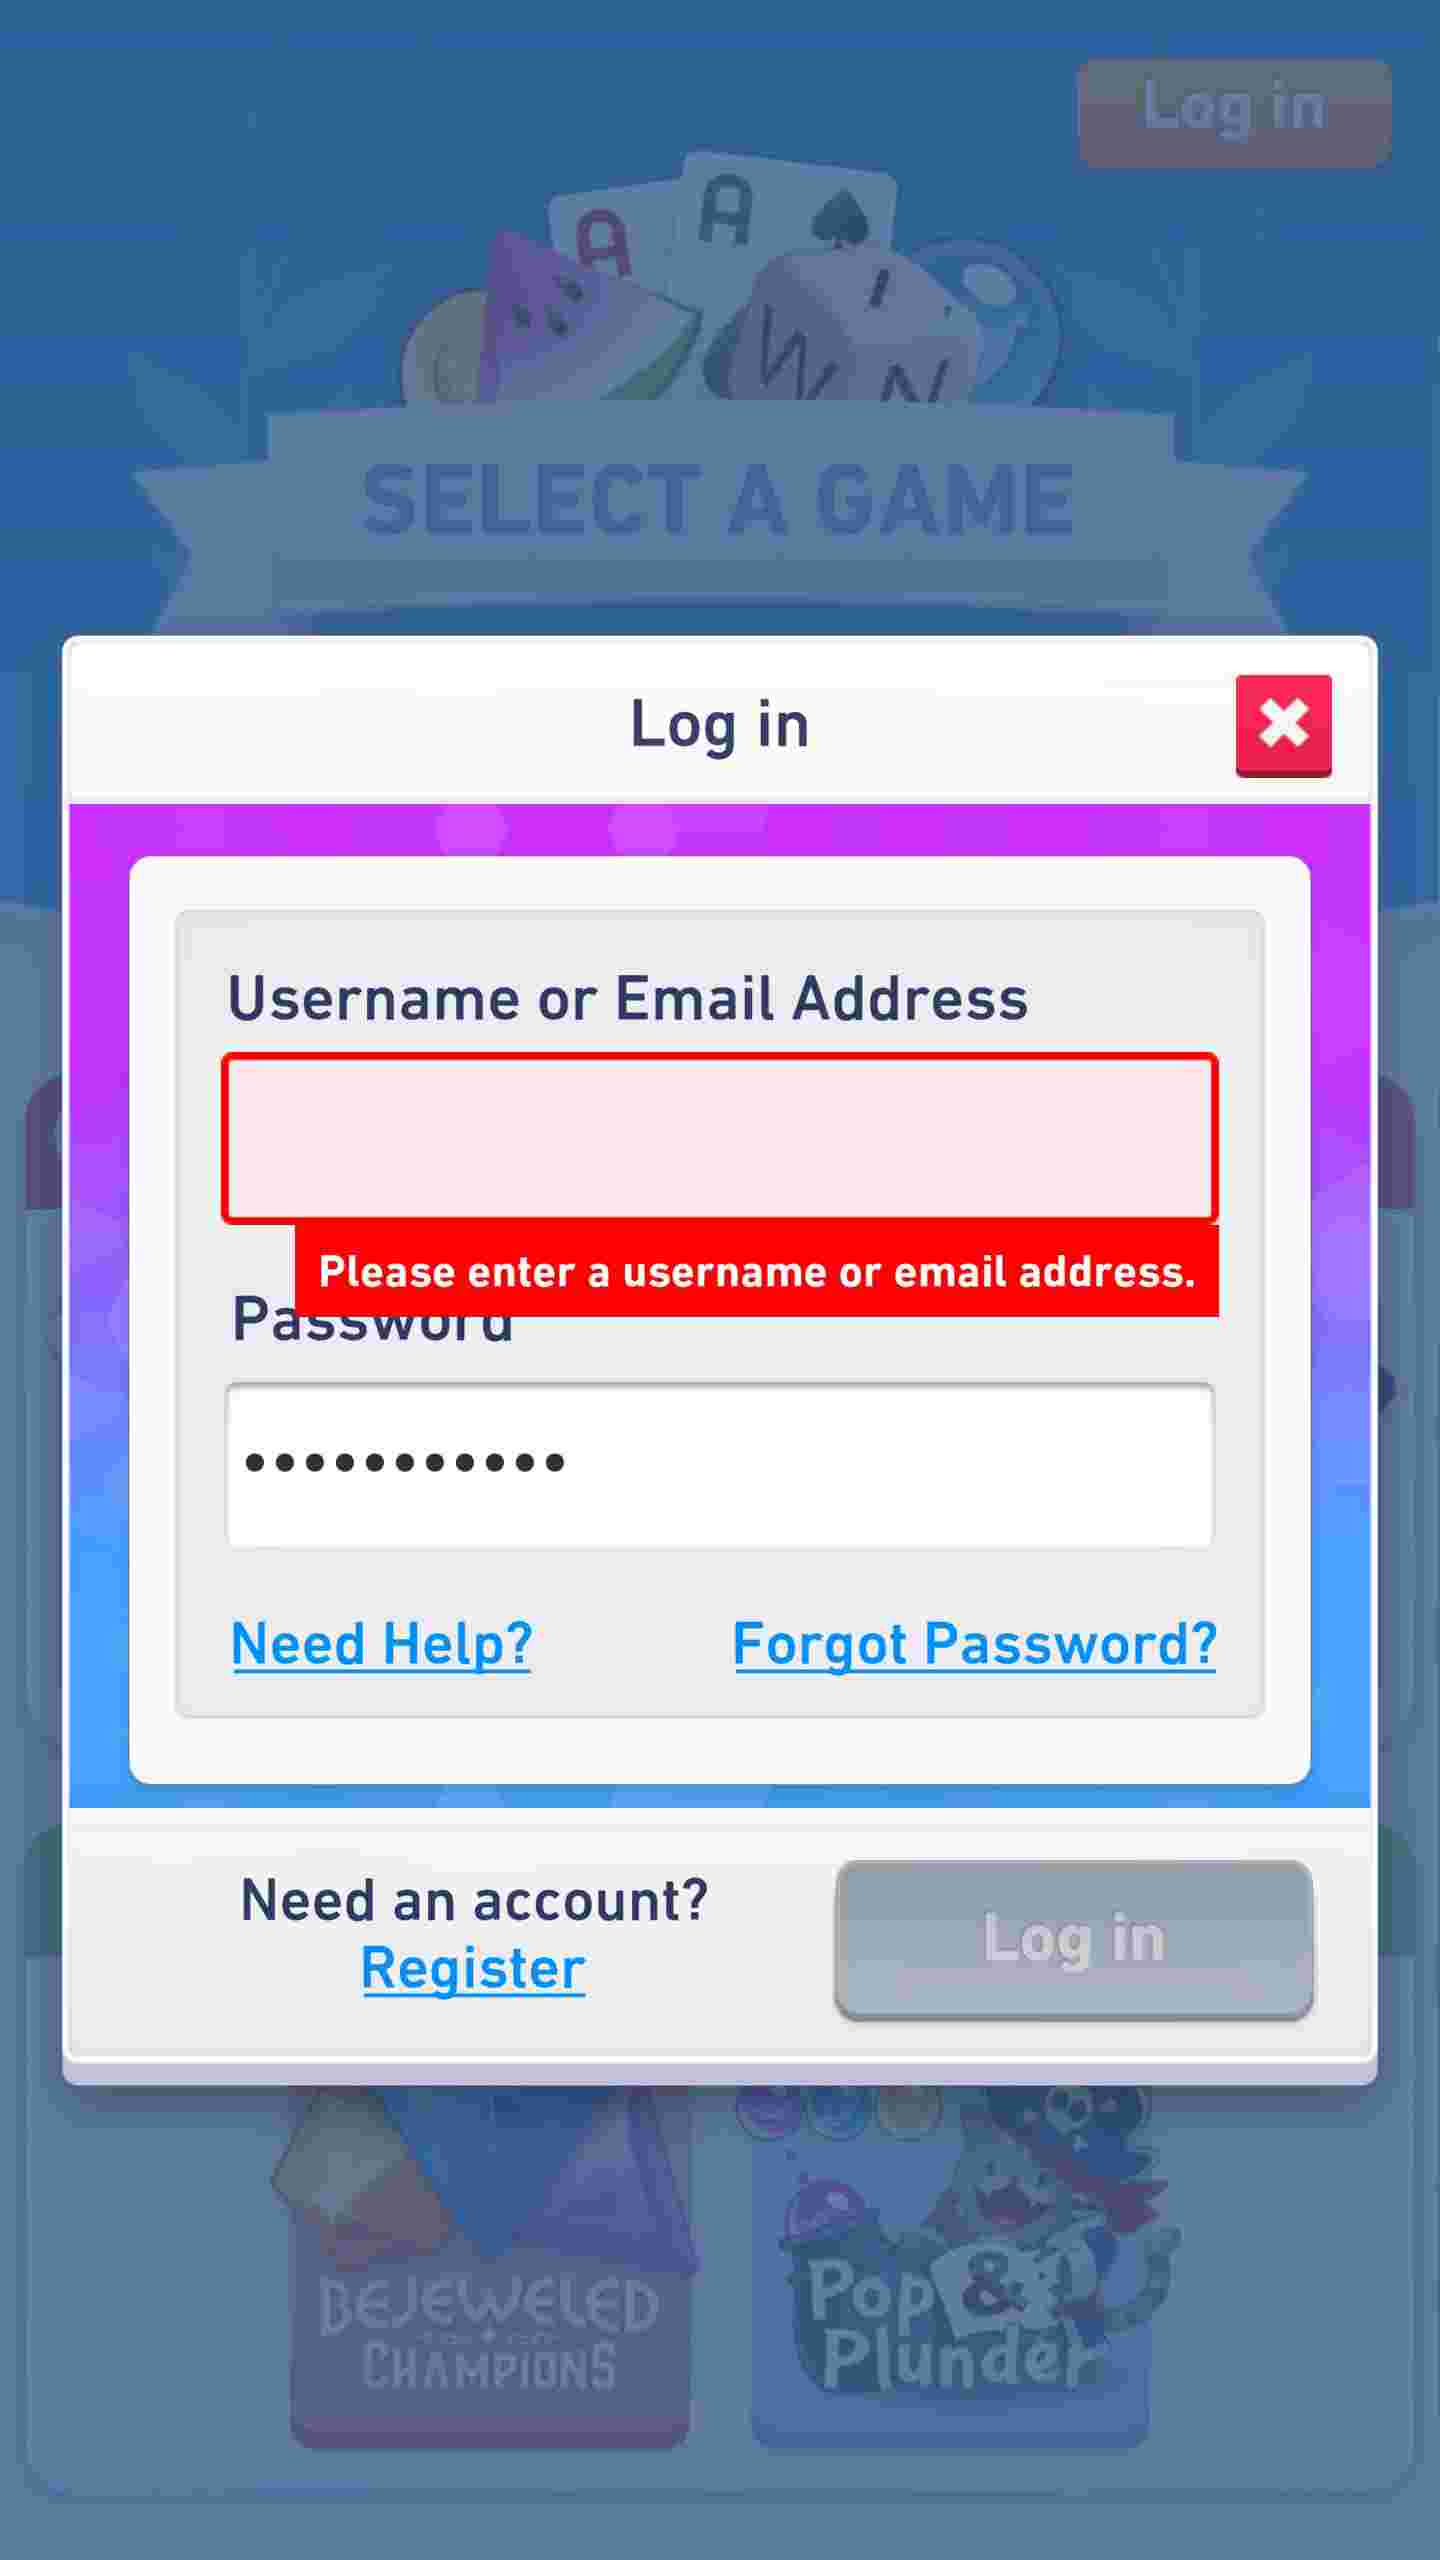 Log in
A
A
W I N
SELECT A GAME
Log in
Username or Email Address
Please enter a username or email address.
Password
•••••••••••
Need Help?
Forgot Password?
Need an account?
Register
Log in
BEJEWELED
CHAMPIONS
Pop &
Plunder